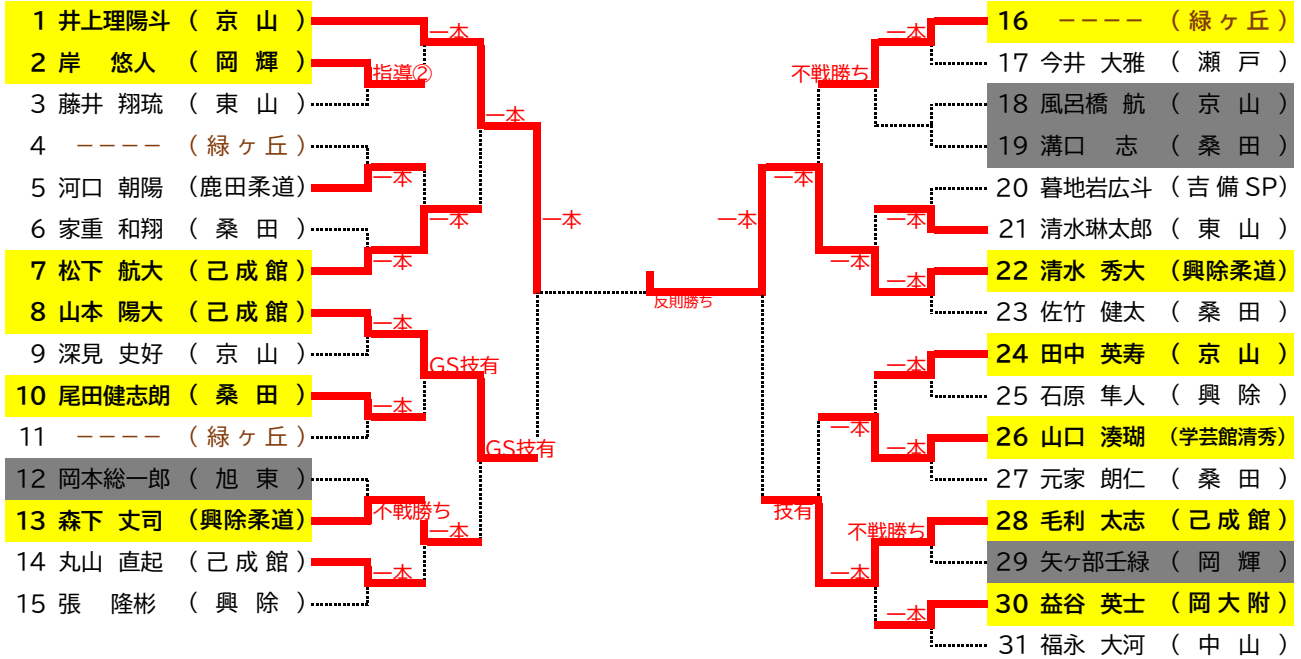 1 井上理陽斗 ( 京 山 )
2 岸 悠人 ( 岡 輝 )
3 藤井 翔琉 ( 東 山 )
4 －－－－ ( 緑 ヶ 丘 )
5 河口 朝陽 (鹿田柔道)
6 家重 和翔 ( 桑 田 )
7 松下 航大 ( 己 成 館 )
8 山本 陽大 ( 己 成 館 )
9 深見 史好 ( 京 山 )
10 尾田健志朗 ( 桑 田 )
11 －－－－ ( 緑 ヶ 丘 )
12 岡本総一郎 ( 旭 東 )
13 森下 丈司 (興除柔道)
14 丸山 直起 ( 己 成 館 )
15 張 隆彬 ( 興 除 )
指導②
一本
一本
一本
不戦勝ち
一本
一本
一本
GS技有
一本
一本
GS技有
一本
反則勝ち
一本
一本
技有
不戦勝ち
一本
一本
一本
一本
一本
一本
一本
一本
不戦勝ち
一本
16 －－－－ ( 緑 ヶ 丘 )
17 今井 大雅 ( 瀬 戸 )
18 風呂橋 航 ( 京 山 )
19 溝口 志 ( 桑 田 )
20 暮地岩広斗 ( 吉 備 SP)
21 清水琳太郎 ( 東 山 )
22 清水 秀大 (興除柔道)
23 佐竹 健太 ( 桑 田 )
24 田中 英寿 ( 京 山 )
25 石原 隼人 ( 興 除 )
26 山口 湊瑚 (学芸館清秀)
27 元家 朗仁 ( 桑 田 )
28 毛利 太志 ( 己 成 館 )
29 矢ヶ部壬緑 ( 岡 輝 )
30 益谷 英士 ( 岡 大 附 )
31 福永 大河 ( 中 山 )